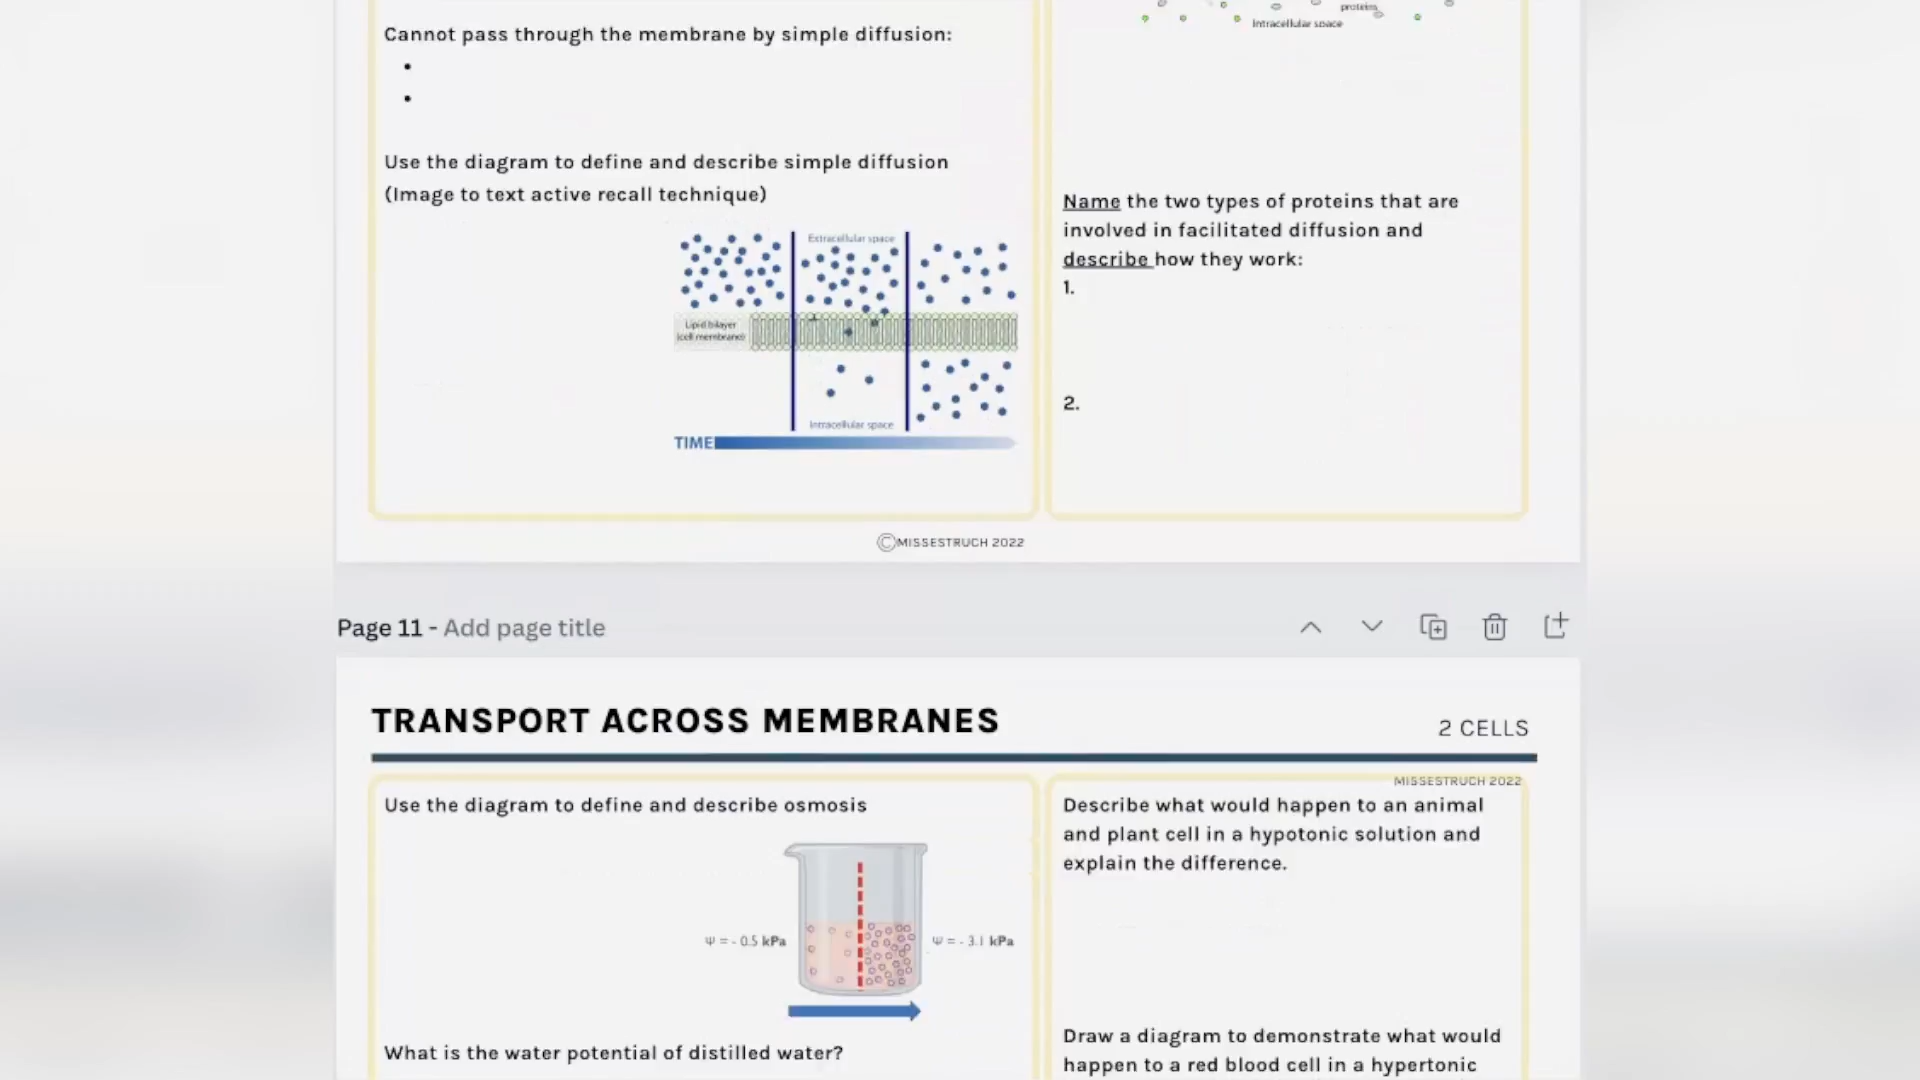 proteins
Intracellular space
Cannot pass through the membrane by simple diffusion:
Use the diagram to define and describe simple diffusion
(Image to text active recall technique)
Extracellular space
Lipid bilayer
(cell membrane)
Intracellular space
TIME
Name the two types of proteins that are
involved in facilitated diffusion and
describe how they work:
1.
2.
©MISSESTRUCH 2022
Page 11 - Add page title
TRANSPORT ACROSS MEMBRANES
2 CELLS
MISSESTRUCH 2022
Use the diagram to define and describe osmosis
Ψ = - 0.5 kPa
Ψ = - 3.1 kPa
What is the water potential of distilled water?
Describe what would happen to an animal
and plant cell in a hypotonic solution and
explain the difference.
Draw a diagram to demonstrate what would
happen to a red blood cell in a hypertonic